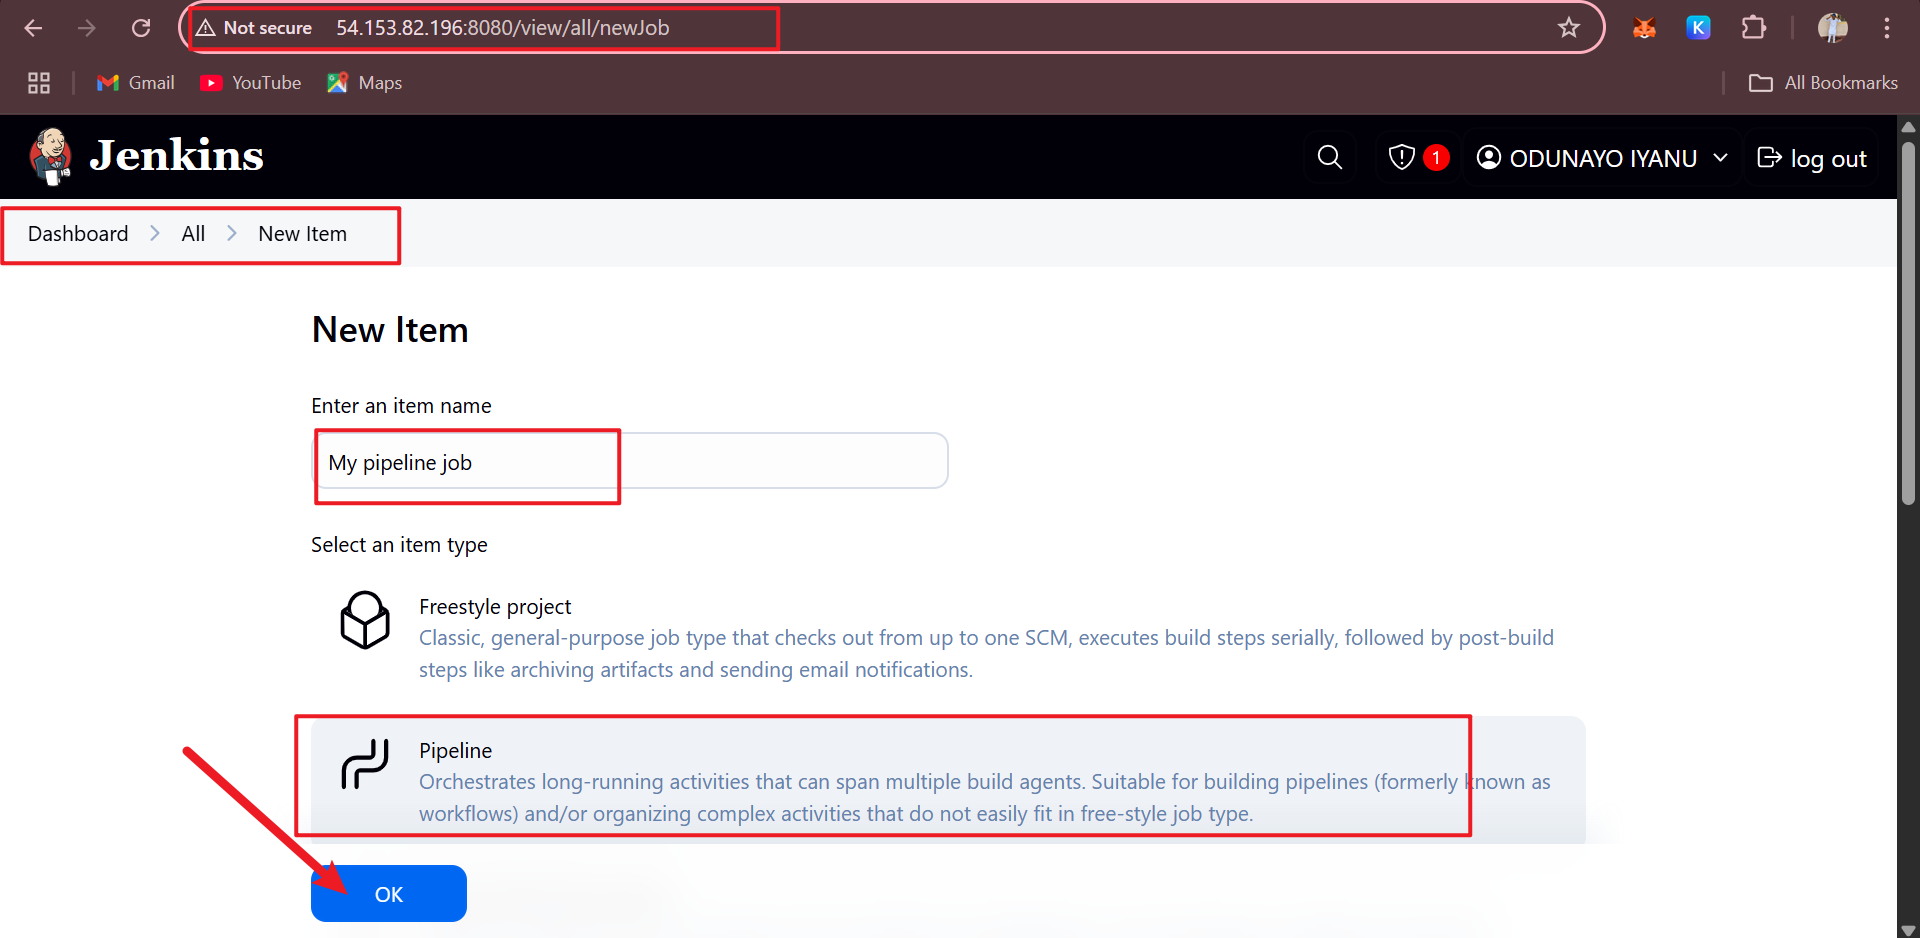 Not secure 54.153.82.196:8080/view/all/newJob
K
Gmail YouTube Maps All Bookmarks
Jenkins 1 ODUNAYO IYANU log out
Dashboard All New Item
New Item
Enter an item name
My pipeline job
Select an item type
Freestyle project
Classic, general-purpose job type that checks out from up to one SCM, executes build steps serially, followed by post-build
steps like archiving artifacts and sending email notifications.
Pipeline
Orchestrates long-running activities that can span multiple build agents. Suitable for building pipelines (formerly known as
workflows) and/or organizing complex activities that do not easily fit in free-style job type.
OK